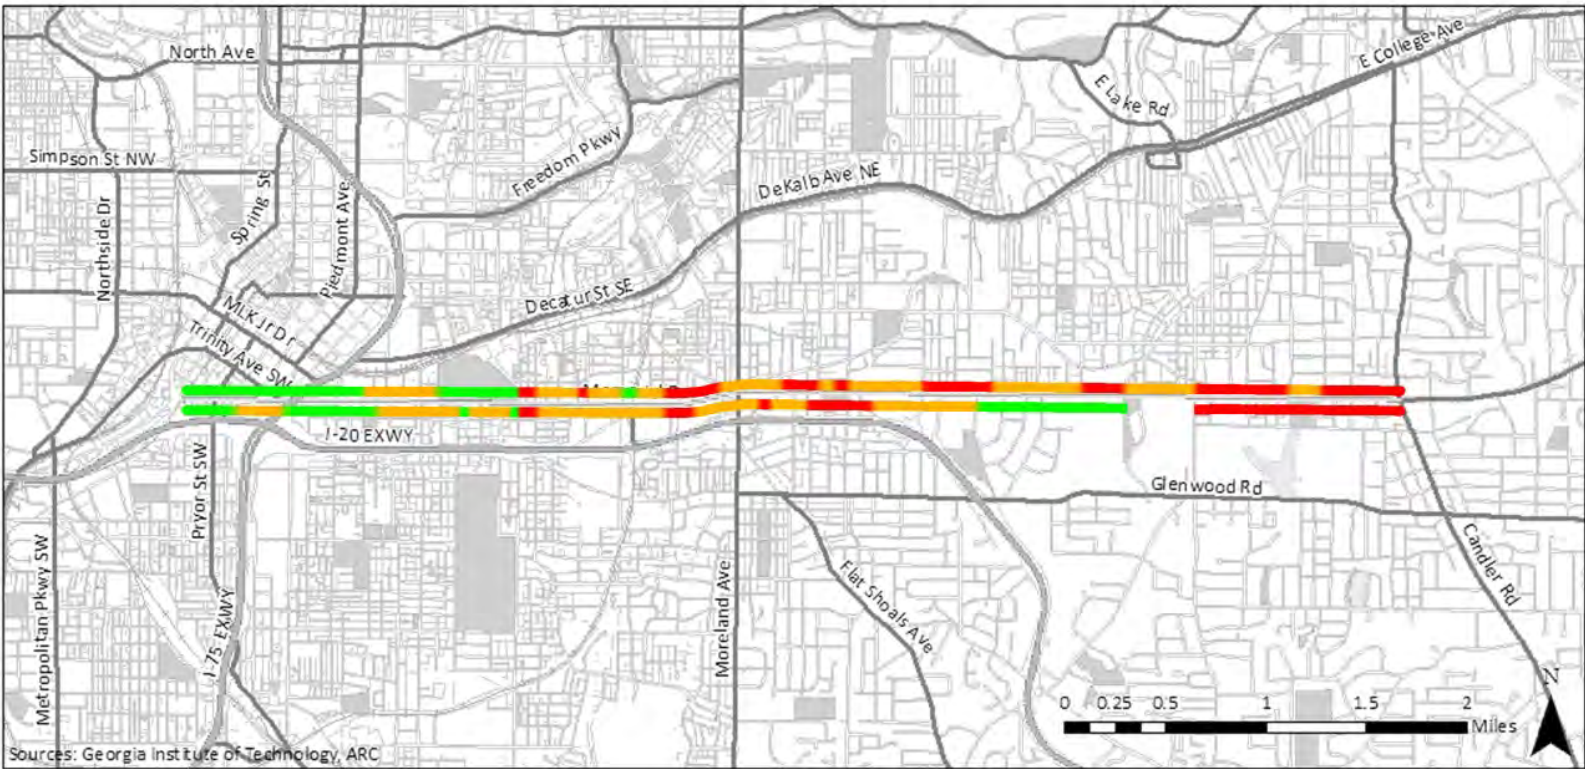 North Ave
E College Ave
E Lake Rd
Simpson St NW
Freedom Pkwy
DeKalb Ave NE
Spring St
Piedmont Ave
Northside Dr
Decatur St SE
MLK Jr Dr
Trinity Ave SW
I-20 EXWY
Pryor St SW
Glenwood Rd
Candler Rd
Metropolitan Pkwy SW
I-75 EXWY
Moreland Ave
Flat Shoals Ave
N
0 0.25 0.5 1 1.5 2
Miles
Sources: Georgia Institute of Technology, ARC